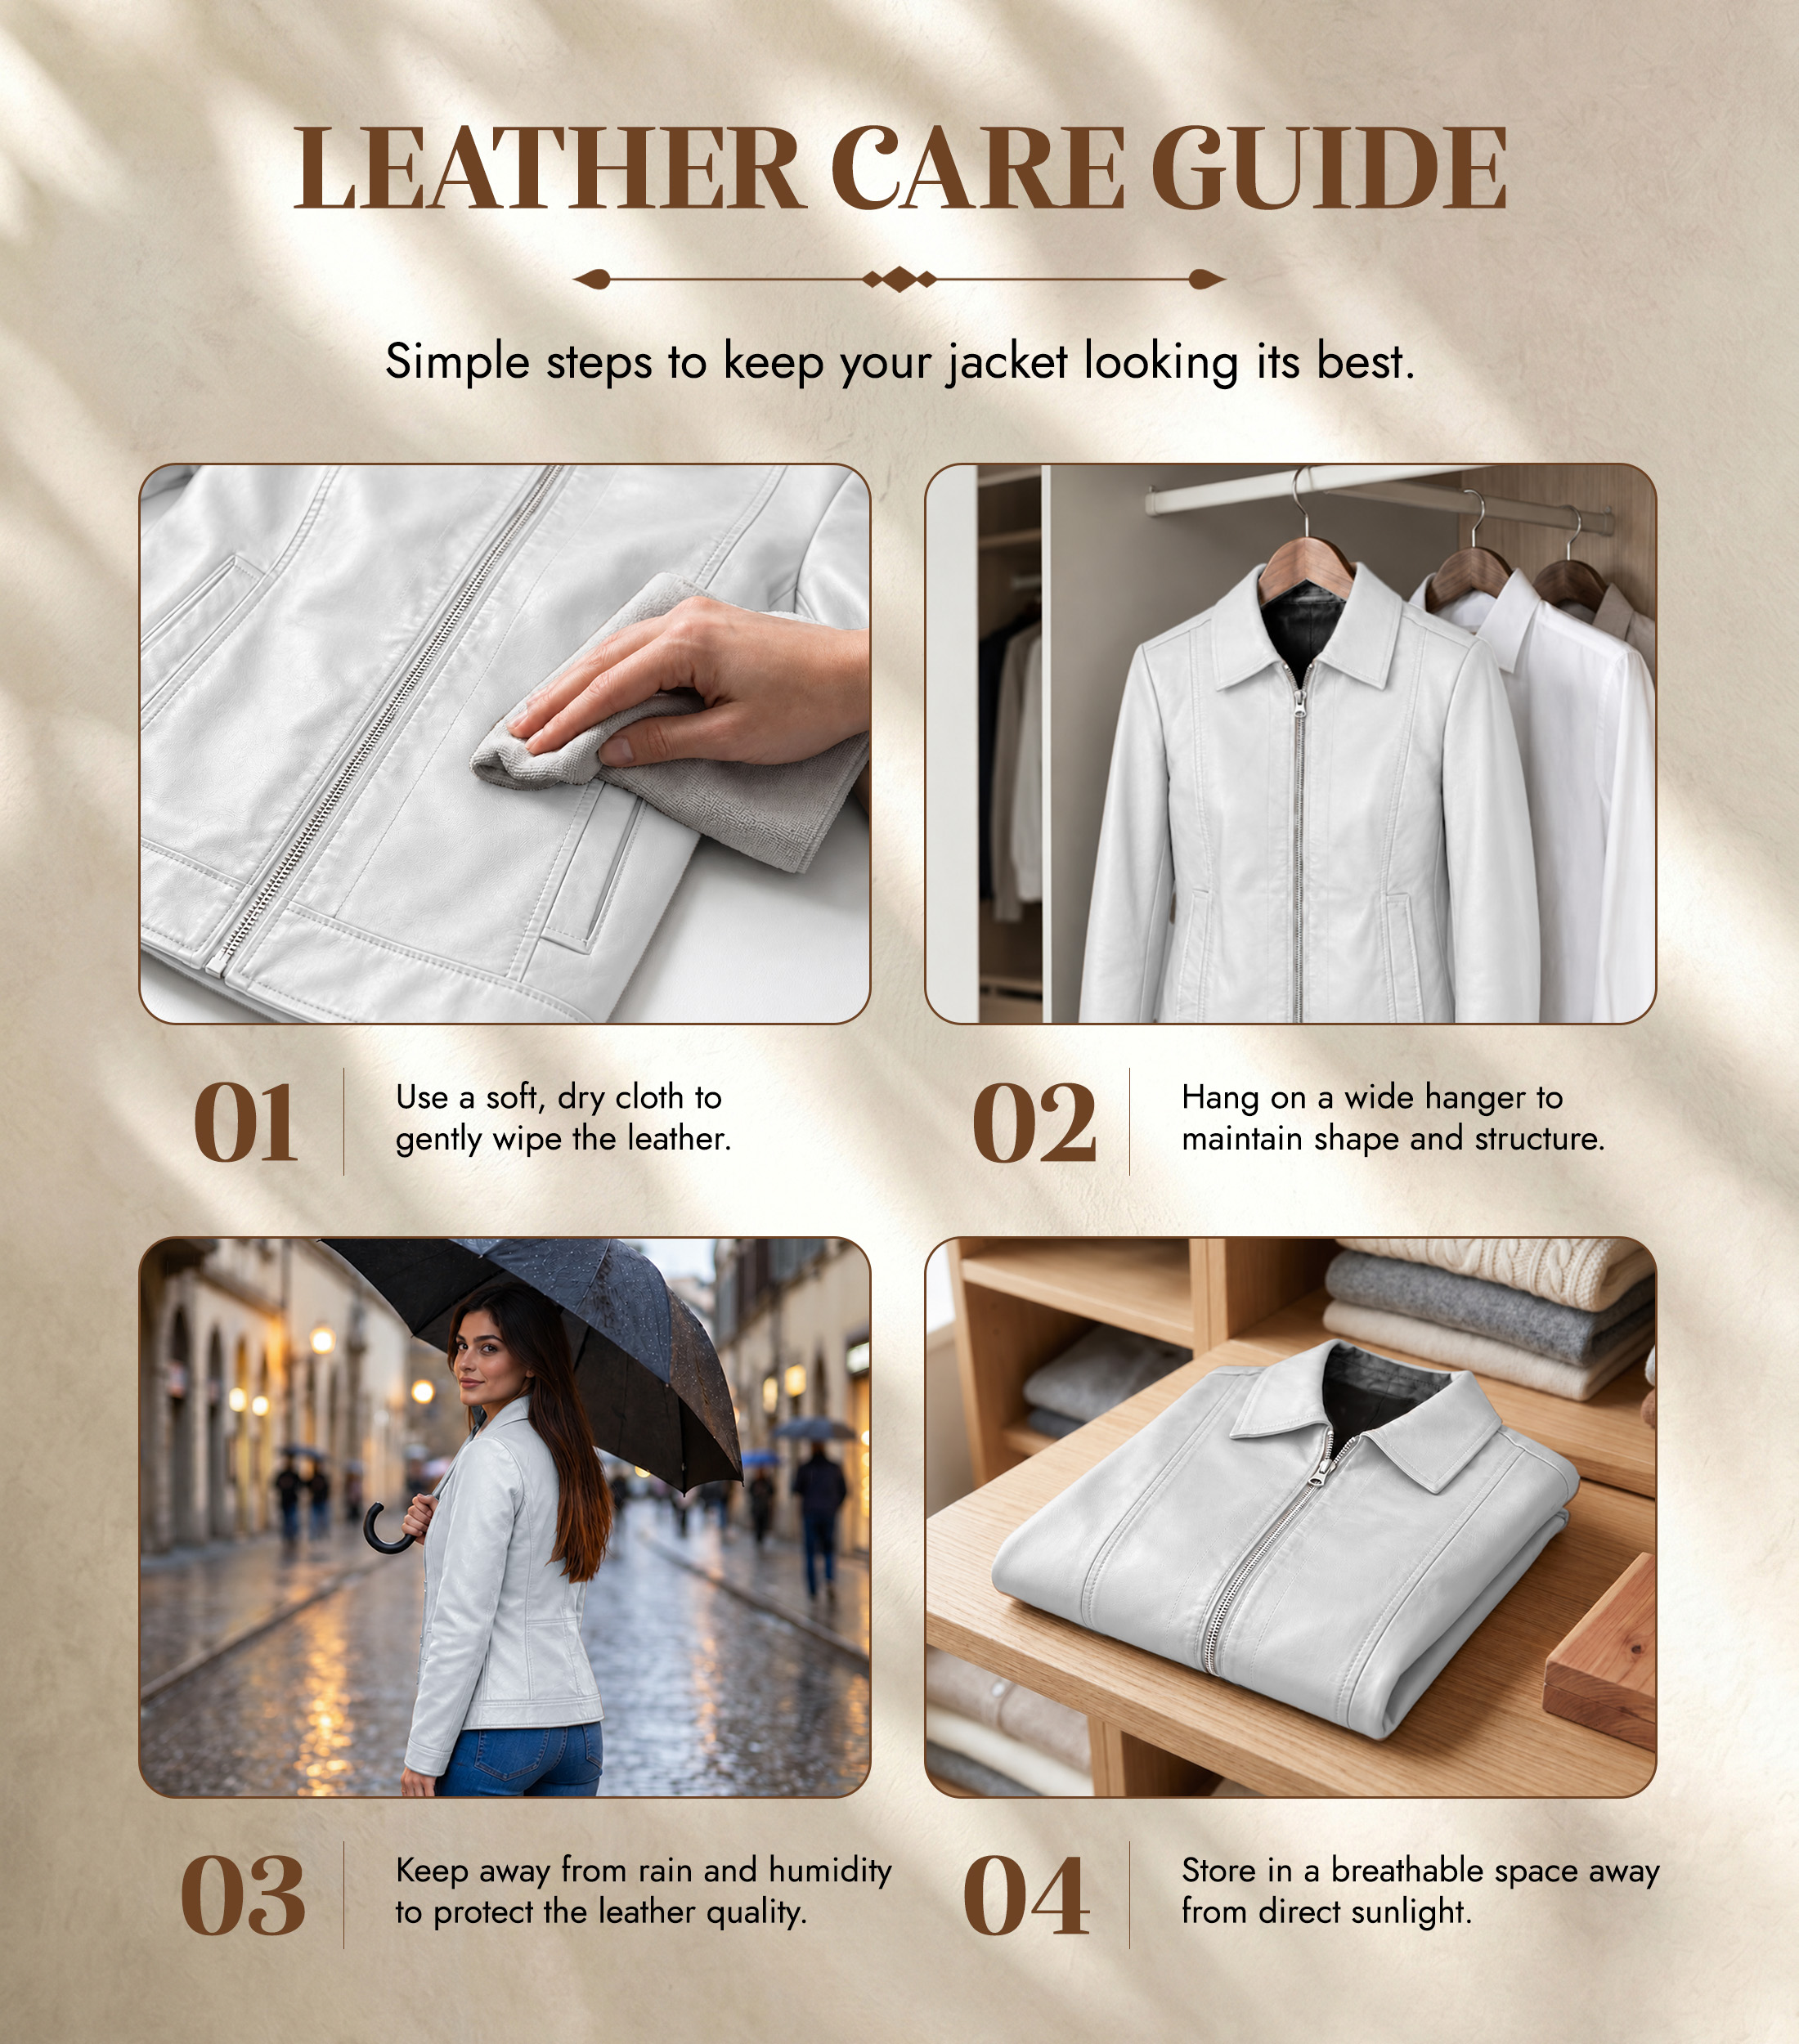 LEATHER CARE GUIDE
Simple steps to keep your jacket looking its best.
01
Use a soft, dry cloth to
gently wipe the leather.
02
Hang on a wide hanger to
maintain shape and structure.
03
Keep away from rain and humidity
to protect the leather quality.
04
Store in a breathable space away
from direct sunlight.